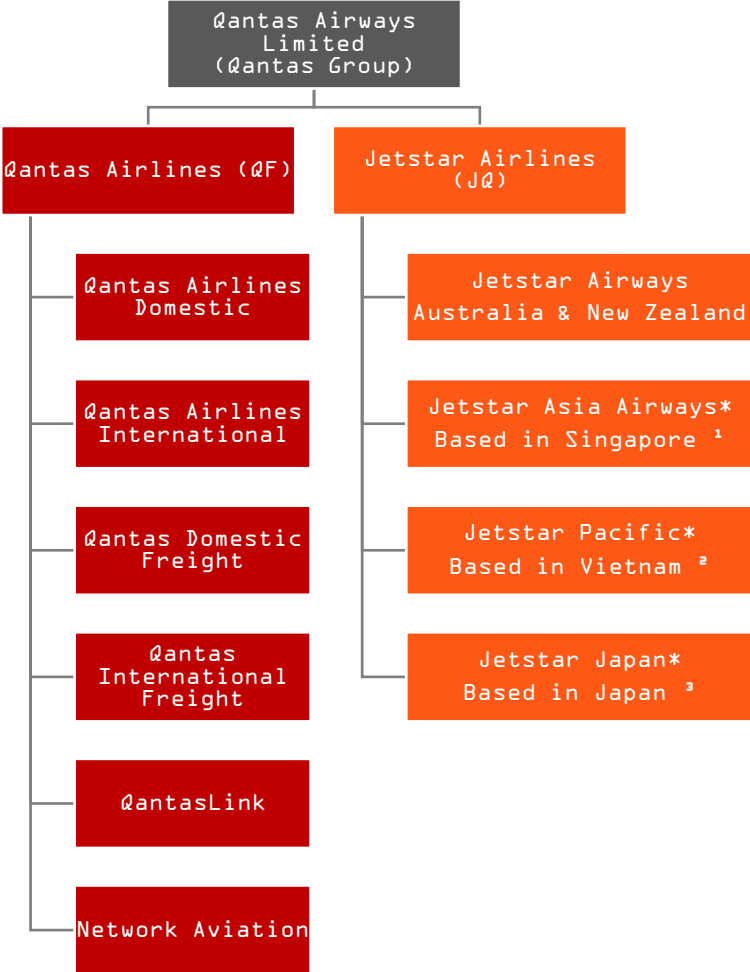 Qantas Airways
Limited
(Qantas Group)
Qantas Airlines (QF)
Jetstar Airlines
(JQ)
Qantas Airlines
Domestic
Jetstar Airways
Australia & New Zealand
Qantas Airlines
International
Jetstar Asia Airways*
Based in Singapore ¹
Qantas Domestic
Freight
Jetstar Pacific*
Based in Vietnam ²
Qantas
International
Freight
Jetstar Japan*
Based in Japan ³
QantasLink
Network Aviation